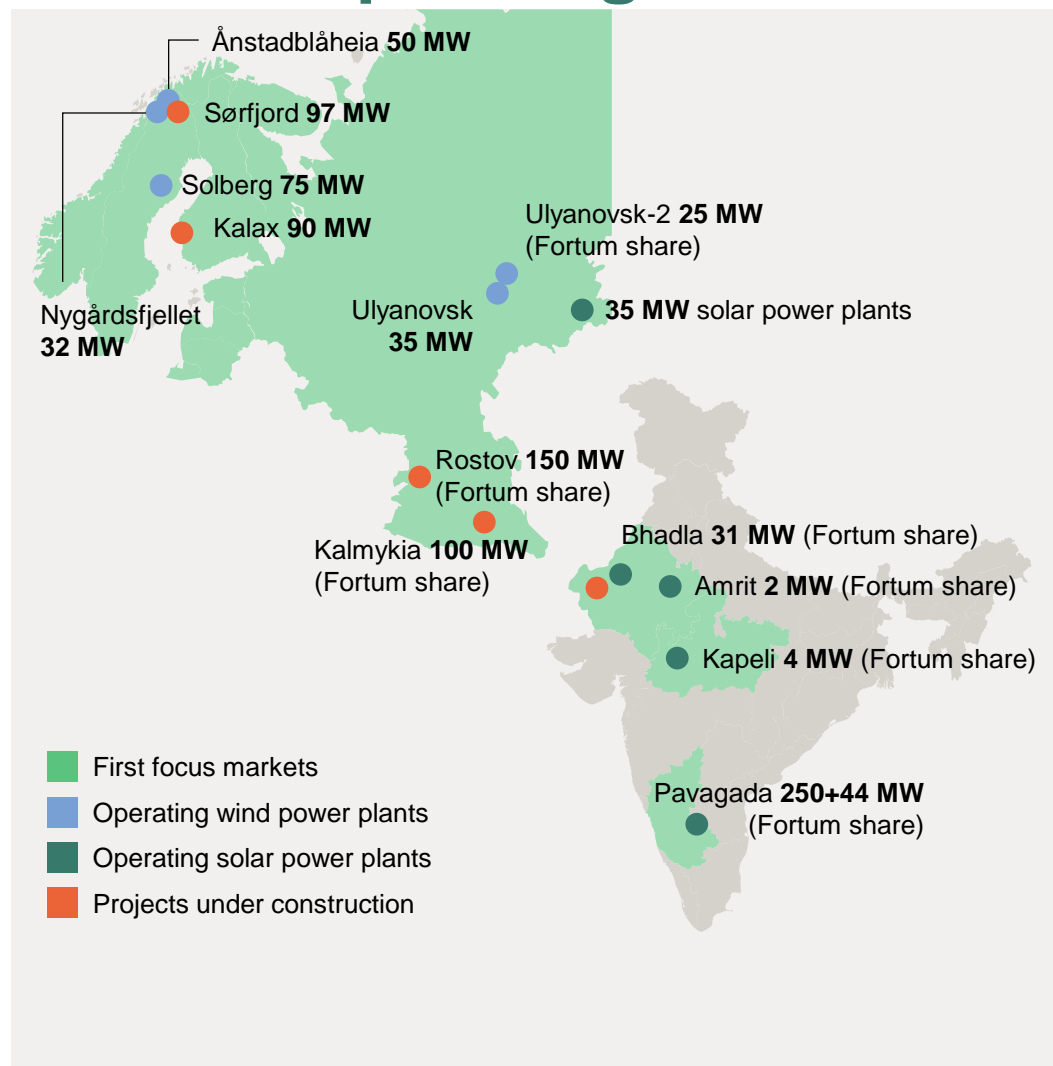 Ånstadblåheia 50 MW
Sørfjord 97 MW
Solberg 75 MW
Kalax 90 MW
Nygårdsfjellet
32 MW
Ulyanovsk-2 25 MW
(Fortum share)
Ulyanovsk
35 MW
35 MW solar power plants
Rostov 150 MW
(Fortum share)
Kalmykia 100 MW
(Fortum share)
Bhadla 31 MW (Fortum share)
Amrit 2 MW (Fortum share)
Kapeli 4 MW (Fortum share)
Pavagada 250+44 MW
(Fortum share)
First focus markets
Operating wind power plants
Operating solar power plants
Projects under construction